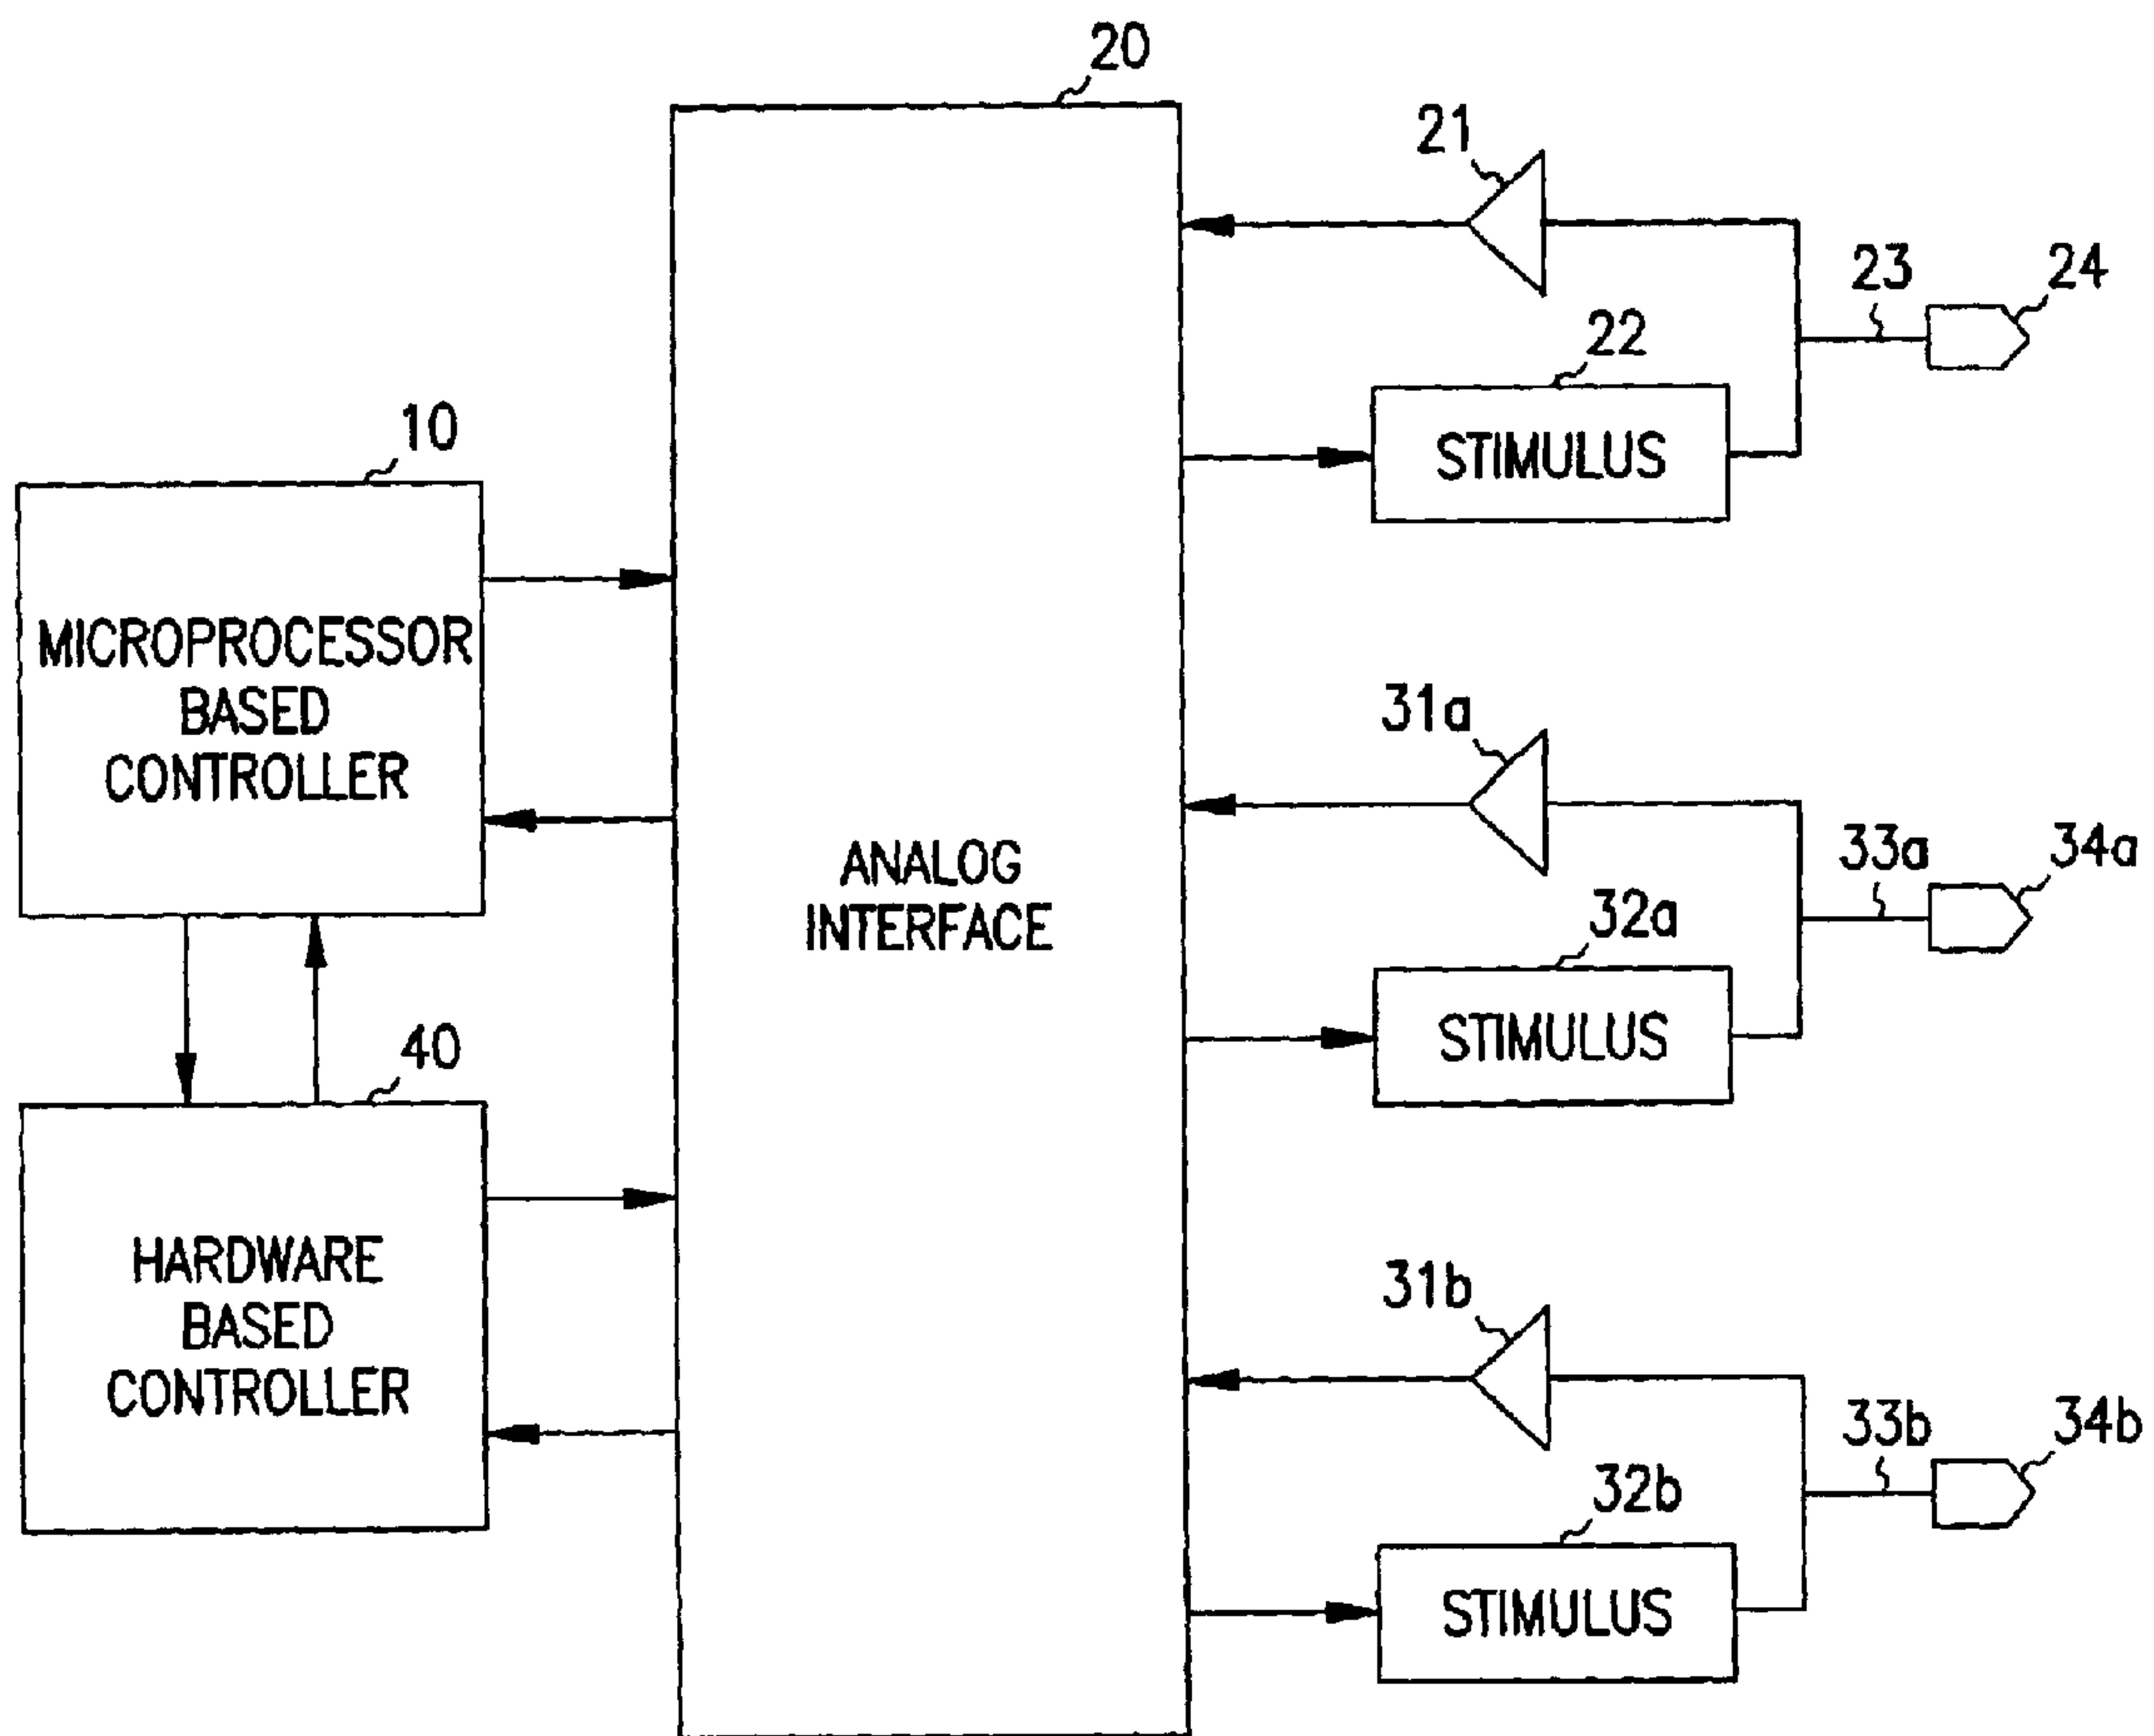 20
21
23
24
22
STIMULUS
10
MICROPROCESSOR
BASED
CONTROLLER
ANALOG
INTERFACE
31a
33a
34a
32a
STIMULUS
40
HARDWARE
BASED
CONTROLLER
31b
33b
34b
32b
STIMULUS